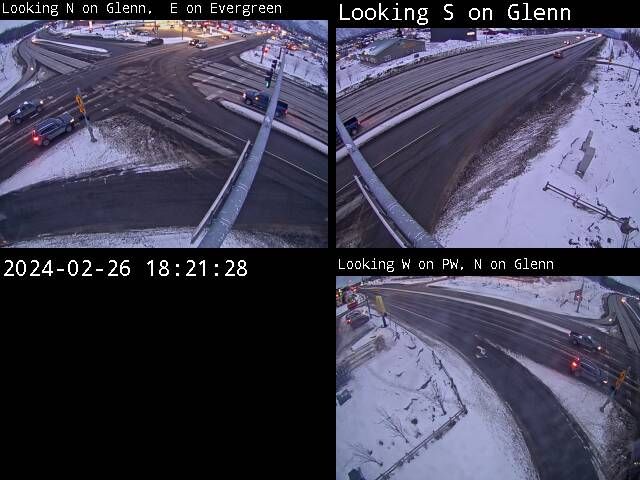 Looking N on Glenn, E on Evergreen
Looking S on Glenn
2024-02-26 18:21:28
Looking W on PW, N on Glenn